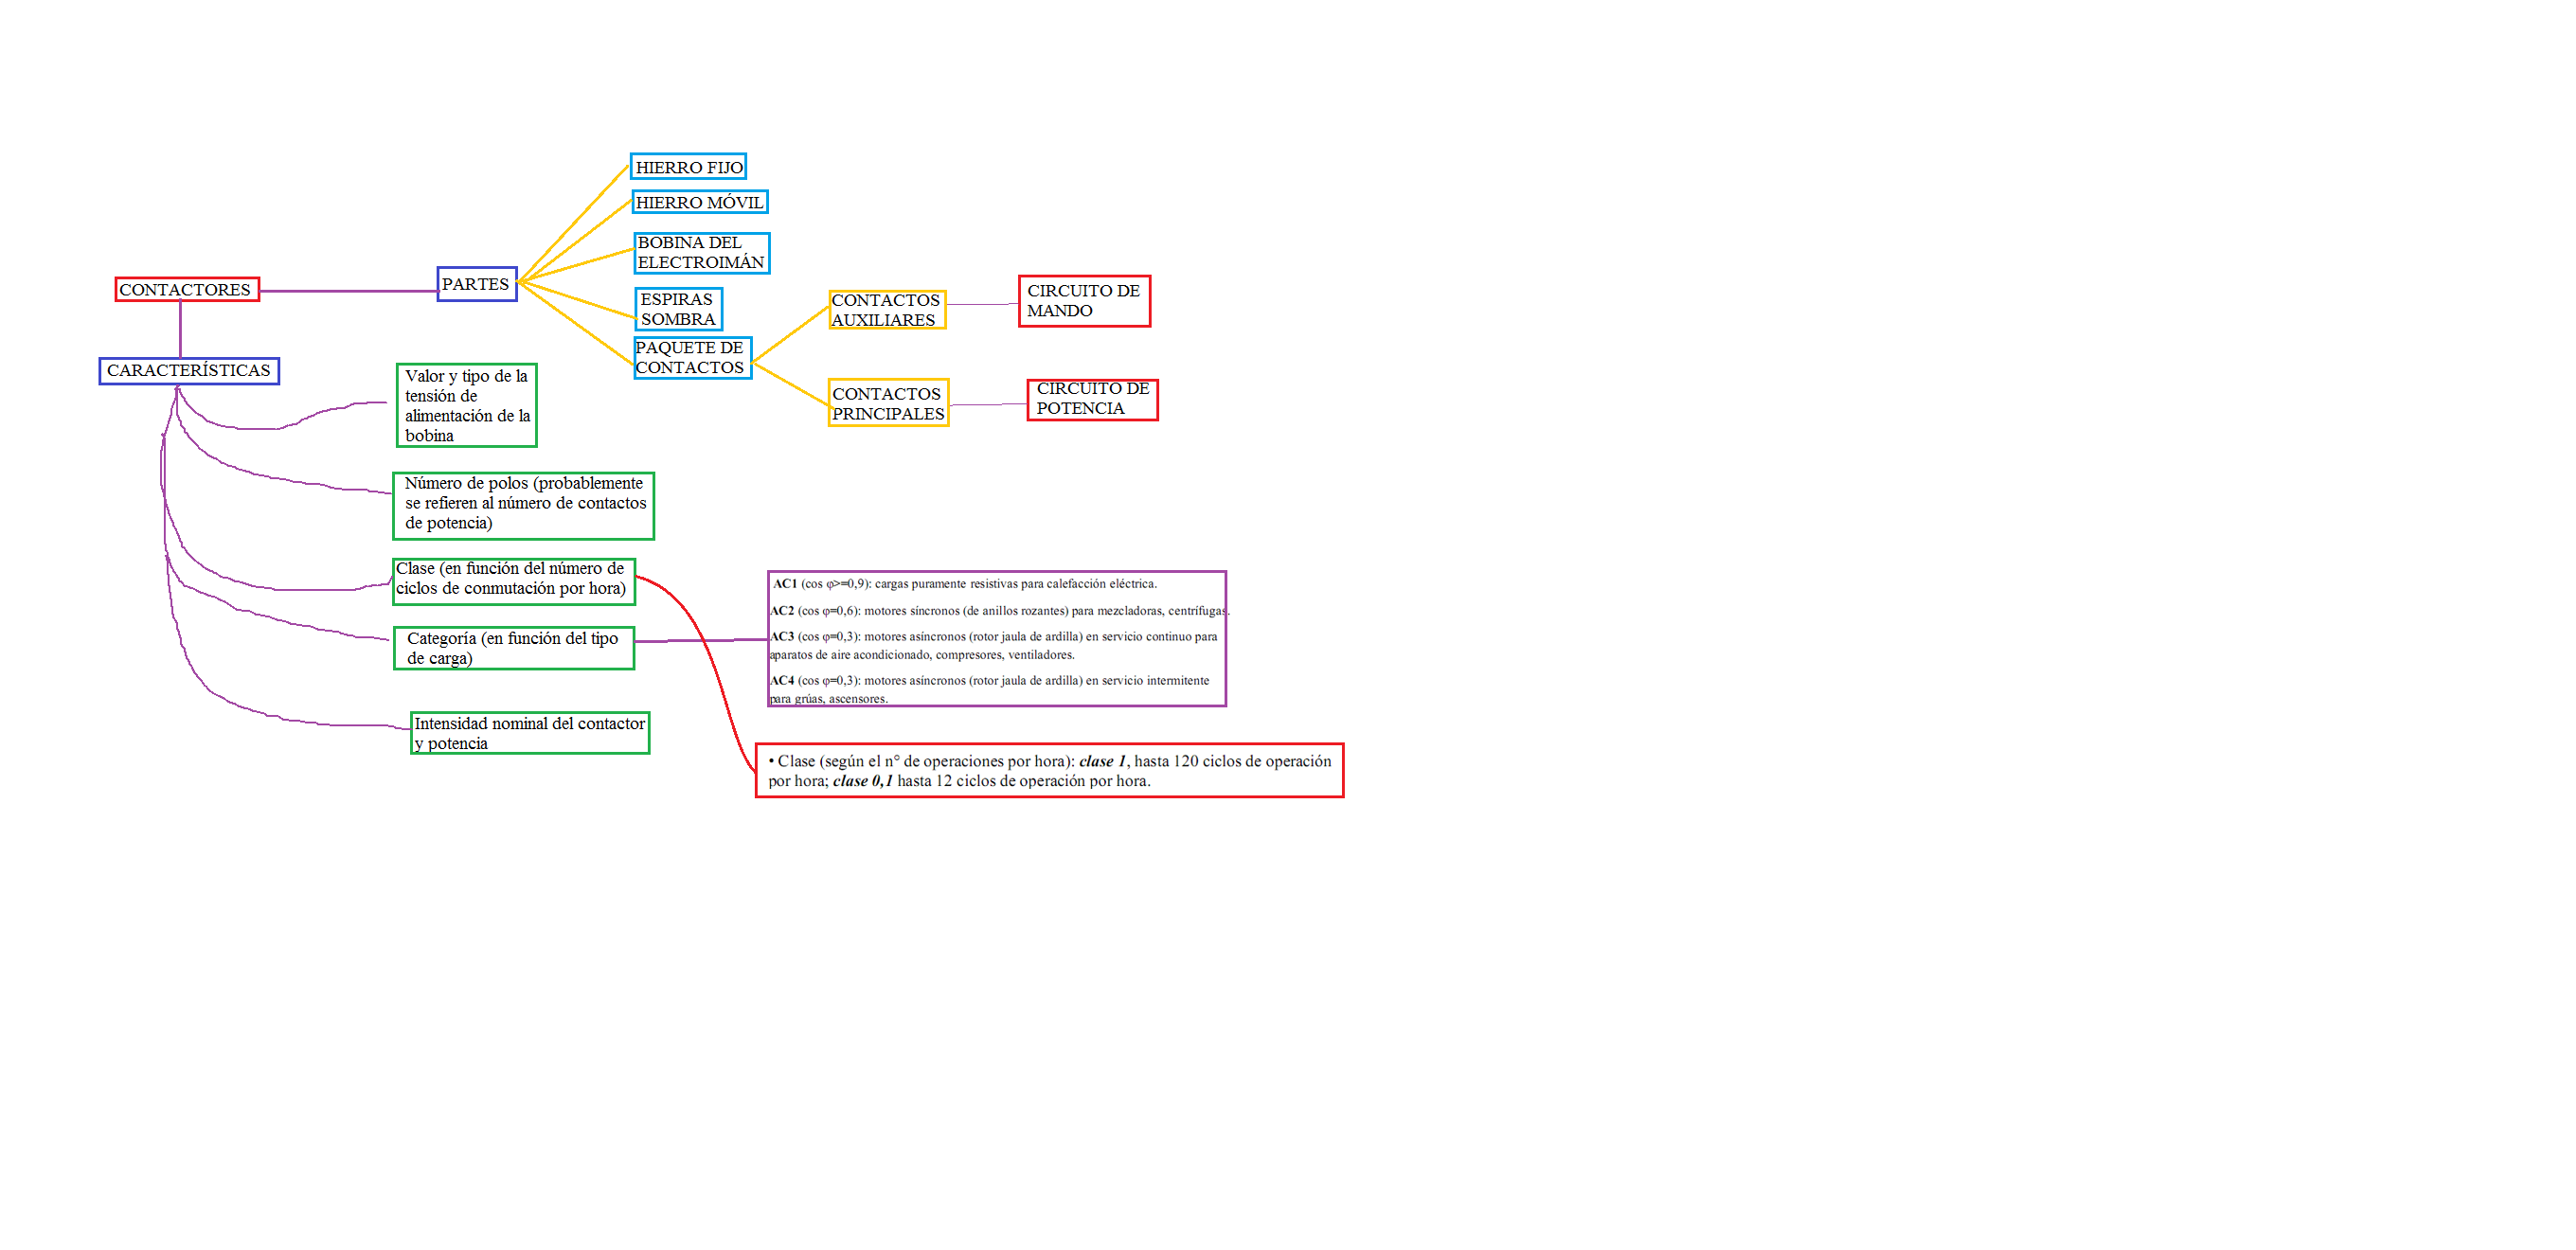 HIERRO FIJO
HIERRO MÓVIL
BOBINA DEL
ELECTROIMÁN
CONTACTORES
PARTES
ESPIRAS
SOMBRA
PAQUETE DE
CONTACTOS
CONTACTOS
AUXILIARES
CIRCUITO DE
MANDO
CONTACTOS
PRINCIPALES
CIRCUITO DE
POTENCIA
CARACTERÍSTICAS
Valor y tipo de la
tensión de
alimentación de la
bobina
Número de polos (probablemente
se refieren al número de contactos
de potencia)
Clase (en función del número de
ciclos de conmutación por hora)
Categoría (en función del tipo
de carga)
Intensidad nominal del contactor
y potencia
AC1 (cos φ>=0,9): cargas puramente resistivas para calefacción eléctrica.
AC2 (cos φ=0,6): motores síncronos (de anillos rozantes) para mezcladoras, centrífugas.
AC3 (cos φ=0,3): motores asíncronos (rotor jaula de ardilla) en servicio continuo para
aparatos de aire acondicionado, compresores, ventiladores.
AC4 (cos φ=0,3): motores asíncronos (rotor jaula de ardilla) en servicio intermitente
para grúas, ascensores.
• Clase (según el n° de operaciones por hora): clase 1, hasta 120 ciclos de operación
por hora; clase 0,1 hasta 12 ciclos de operación por hora.